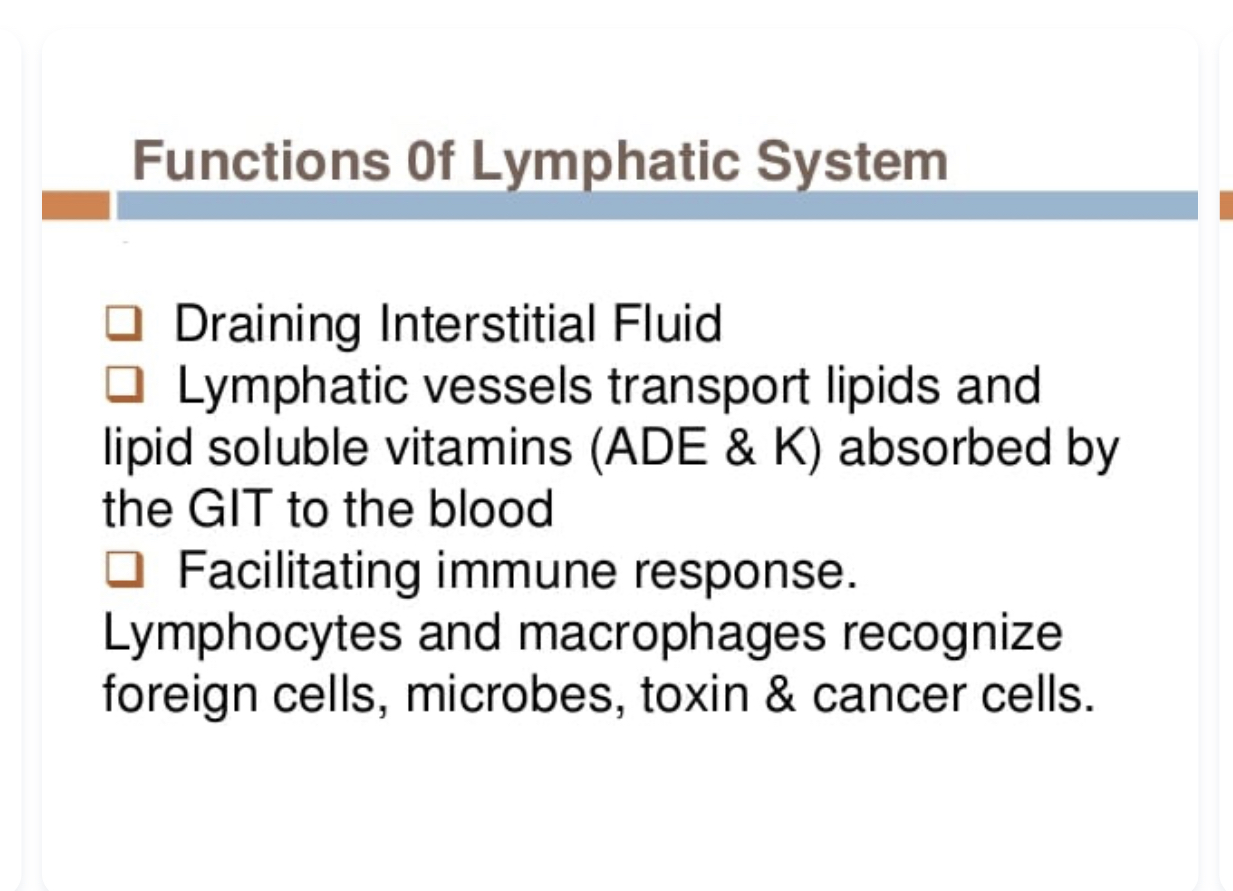 Functions 0f Lymphatic System
❑ Draining Interstitial Fluid
❑ Lymphatic vessels transport lipids and
lipid soluble vitamins (ADE & K) absorbed by
the GIT to the blood
❑ Facilitating immune response.
Lymphocytes and macrophages recognize
foreign cells, microbes, toxin & cancer cells.